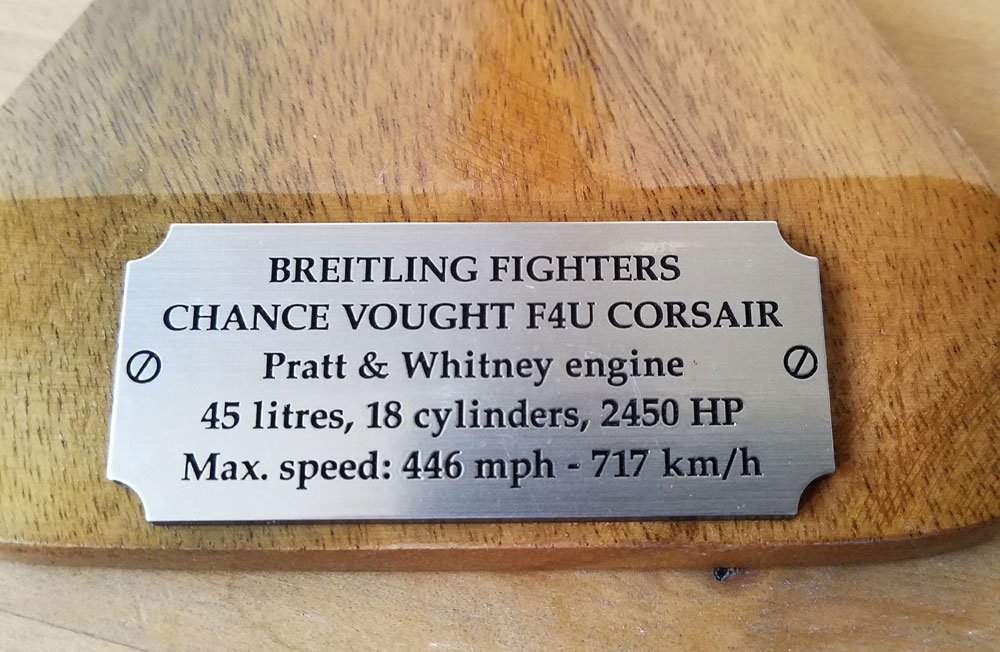 BREITLING FIGHTERS
CHANCE VOUGHT F4U CORSAIR
Pratt & Whitney engine
45 litres, 18 cylinders, 2450 HP
Max. speed: 446 mph - 717 km/h